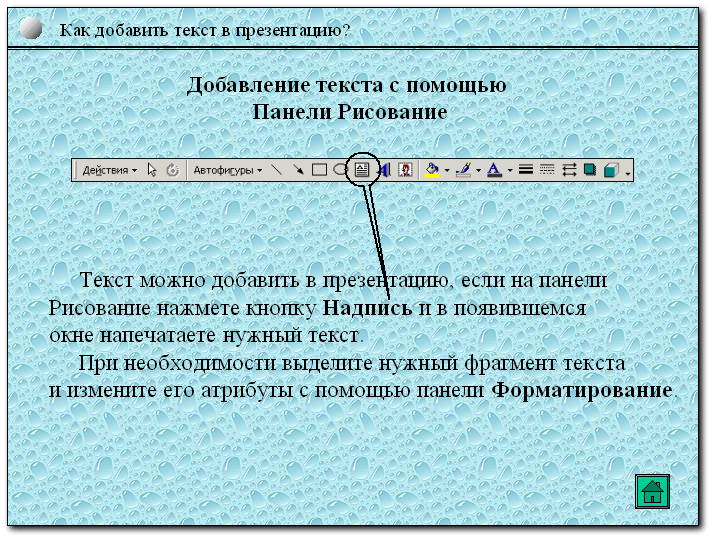 Как добавить текст в презентацию?
Добавление текста с помощью
Панели Рисование
Действия Автофигуры
Текст можно добавить в презентацию, если на панели
Рисование нажмете кнопку Надпись и в появившемся
окне напечатаете нужный текст.
При необходимости выделите нужный фрагмент текста
и измените его атрибуты с помощью панели Форматирование.